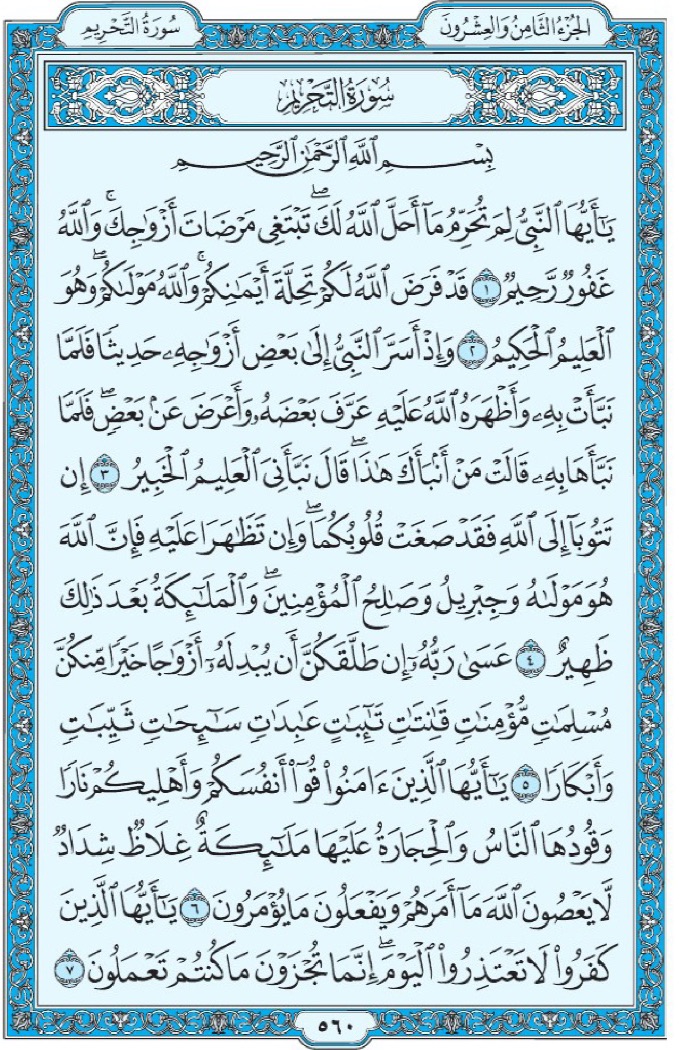 الجُزْءُ الثَّامِنُ وَالعِشْرُونَ
سُورَةُ التَّحْرِيمِ
سُورَةُ التَّحْرِيمِ
بِسْمِ اللَّهِ الرَّحْمَٰنِ الرَّحِيمِ
يَٰٓأَيُّهَا ٱلنَّبِيُّ لِمَ تُحَرِّمُ مَآ أَحَلَّ ٱللَّهُ لَكَۖ تَبۡتَغِي مَرۡضَاتَ أَزۡوَٰجِكَۚ وَٱللَّهُ
غَفُورٞ رَّحِيمٞ ١ قَدۡ فَرَضَ ٱللَّهُ لَكُمۡ تَحِلَّةَ أَيۡمَٰنِكُمۡۚ وَٱللَّهُ مَوۡلَىٰكُمۡۖ وَهُوَ
ٱلۡعَلِيمُ ٱلۡحَكِيمُ ٢ وَإِذۡ أَسَرَّ ٱلنَّبِيُّ إِلَىٰ بَعۡضِ أَزۡوَٰجِهِۦ حَدِيثٗا فَلَمَّا
نَبَّأَتۡ بِهِۦ وَأَظۡهَرَهُ ٱللَّهُ عَلَيۡهِ عَرَّفَ بَعۡضَهُۥ وَأَعۡرَضَ عَنۢ بَعۡضٖۖ فَلَمَّا
نَبَّأَهَا بِهِۦ قَالَتۡ مَنۡ أَنۢبَأَكَ هَٰذَاۖ قَالَ نَبَّأَنِيَ ٱلۡعَلِيمُ ٱلۡخَبِيرُ ٣ إِن
تَتُوبَآ إِلَى ٱللَّهِ فَقَدۡ صَغَتۡ قُلُوبُكُمَاۖ وَإِن تَظَٰهَرَا عَلَيۡهِ فَإِنَّ ٱللَّهَ
هُوَ مَوۡلَىٰهُ وَجِبۡرِيلُ وَصَٰلِحُ ٱلۡمُؤۡمِنِينَۖ وَٱلۡمَلَٰٓئِكَةُ بَعۡدَ ذَٰلِكَ
ظَهِيرٌ ٤ عَسَىٰ رَبُّهُۥٓ إِن طَلَّقَكُنَّ أَن يُبۡدِلَهُۥٓ أَزۡوَٰجًا خَيۡرٗا مِّنكُنَّ
مُسۡلِمَٰتٖ مُّؤۡمِنَٰتٖ قَٰنِتَٰتٖ تَٰٓئِبَٰتٍ عَٰبِدَٰتٖ سَٰٓئِحَٰتٖ ثَيِّبَٰتٖ
وَأَبۡكَارٗا ٥ يَٰٓأَيُّهَا ٱلَّذِينَ ءَامَنُواْ قُوٓاْ أَنفُسَكُمۡ وَأَهۡلِيكُمۡ نَارٗا
وَقُودُهَا ٱلنَّاسُ وَٱلۡحِجَارَةُ عَلَيۡهَا مَلَٰٓئِكَةٌ غِلَاظٞ شِدَادٞ
لَّا يَعۡصُونَ ٱللَّهَ مَآ أَمَرَهُمۡ وَيَفۡعَلُونَ مَا يُؤۡمَرُونَ ٦ يَٰٓأَيُّهَا ٱلَّذِينَ
كَفَرُواْ لَا تَعۡتَذِرُواْ ٱلۡيَوۡمَۖ إِنَّمَا تُجۡزَوۡنَ مَا كُنتُمۡ تَعۡمَلُونَ ٧
٥٦٠